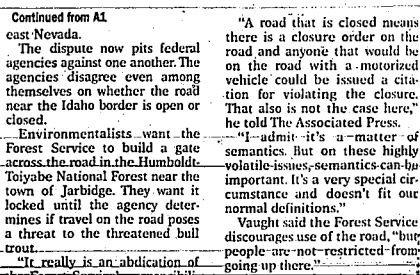 Continued from A1
east Nevada.
The dispute now pits federal
agencies against one another. The
agencies disagree even among
themselves on whether the road
near the Idaho border is open or
closed.
Environmentalists want the
Forest Service to build a gate
across the road in the Humboldt-
Toiyabe National Forest near the
town of Jarbidge. They want it
locked until the agency deter-
mines if travel on the road poses
a threat to the threatened bull
trout.
"It really is an abdication of
"A road that is closed means
there is a closure order on the
road and anyone that would be
on the road with a motorized
vehicle could be issued a cita-
tion for violating the closure.
That also is not the case here,"
he told The Associated Press.
"I admit it's a matter of
semantics. But on these highly
volatile issues, semantics can be
important. It's a very special cir-
cumstance and doesn't fit our
normal definitions."
Vaught said the Forest Service
discourages use of the road, "but
people are not restricted from
going up there."